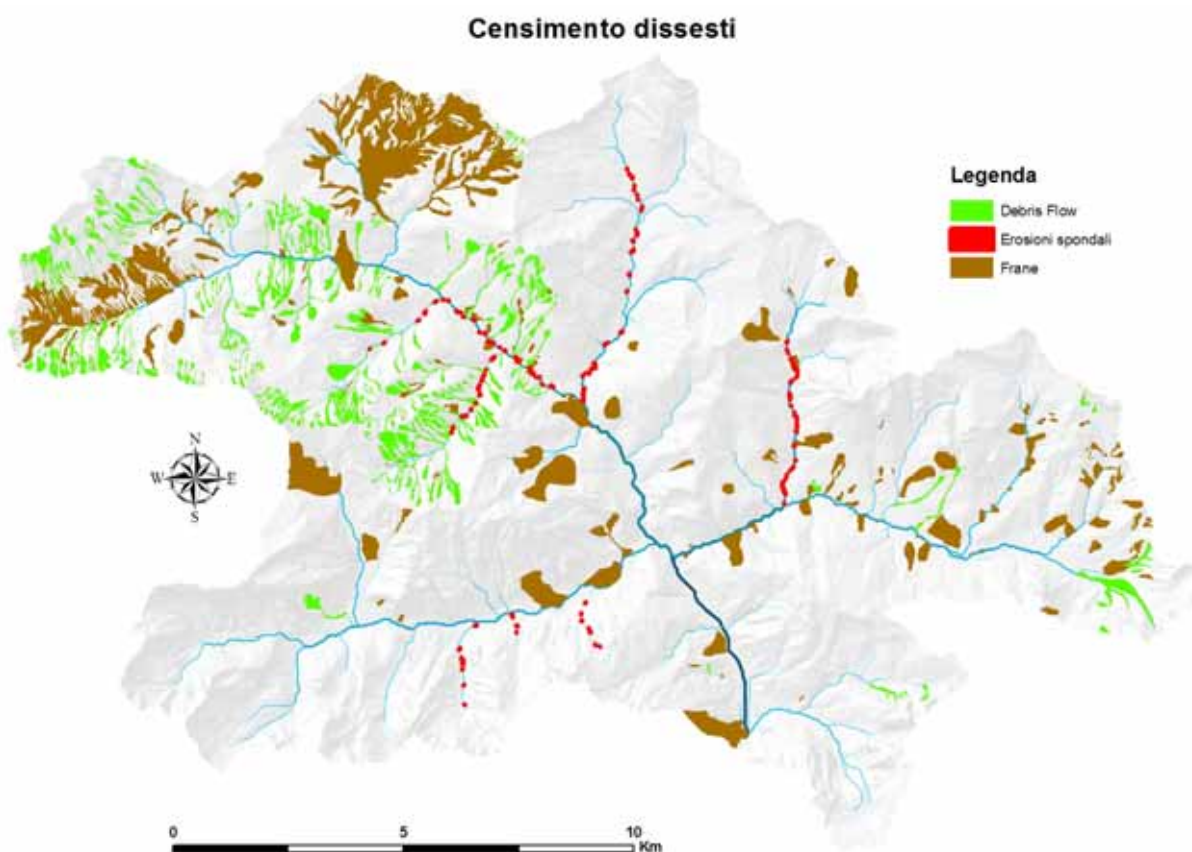 Censimento dissesti
Legenda
Debris Flow
Erosioni spondali
Frane
N
W E
S
0 5 10
Km